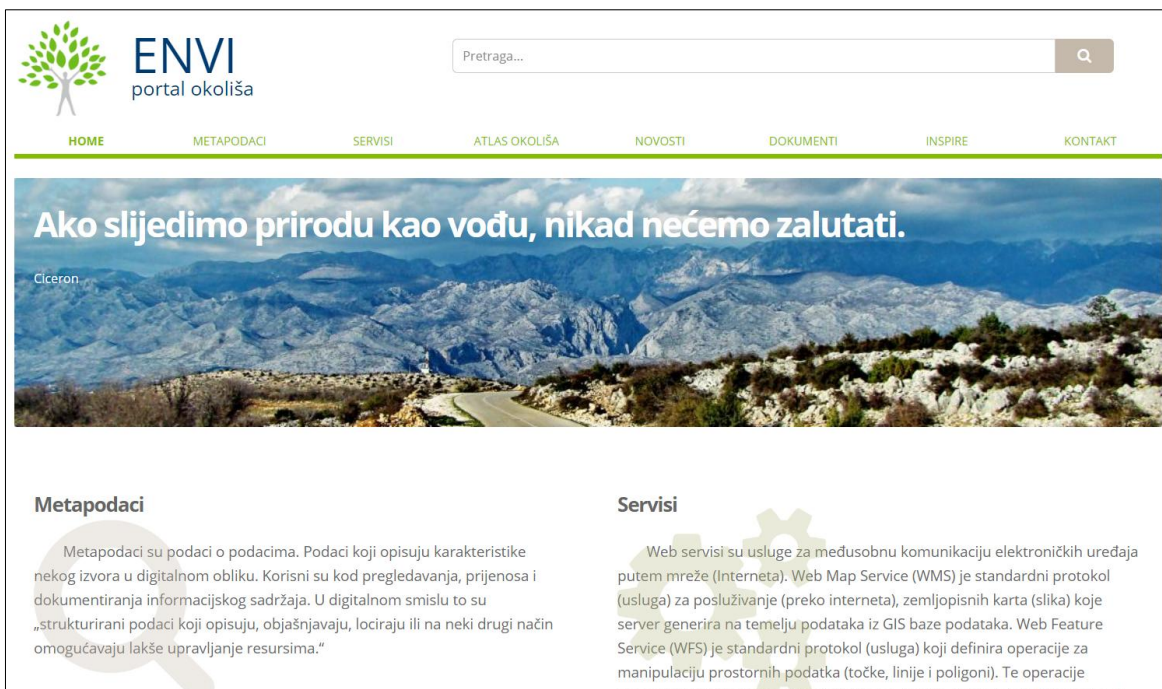 ENVI
portal okoliša
Pretraga...
HOME METAPODACI SERVISI ATLAS OKOLIŠA NOVOSTI DOKUMENTI INSPIRE KONTAKT
Ako slijedimo prirodu kao vođu, nikad nećemo zalutati.
Ciceron
Metapodaci
Metapodaci su podaci o podacima. Podaci koji opisuju karakteristike
nekog izvora u digitalnom obliku. Korisni su kod pregledavanja, prijenosa i
dokumentiranja informacijskog sadržaja. U digitalnom smislu to su
„strukturirani podaci koji opisuju, objašnjavaju, lociraju ili na neki drugi način
omogućavaju lakše upravljanje resursima.“
Servisi
Web servisi su usluge za međusobnu komunikaciju elektroničkih uređaja
putem mreže (Interneta). Web Map Service (WMS) je standardni protokol
(usluga) za posluživanje (preko interneta), zemljopisnih karta (slika) koje
server generira na temelju podataka iz GIS baze podataka. Web Feature
Service (WFS) je standardni protokol (usluga) koji definira operacije za
manipulaciju prostornih podatka (točke, linije i poligoni). Te operacije